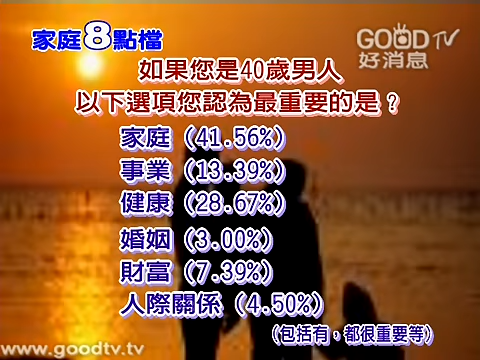 家庭8點檔
GOODTV
好消息
如果您是40歲男人
以下選項您認為最重要的是？
家庭（41.56%）
事業（13.39%）
健康（28.67%）
婚姻（3.00%）
財富（7.39%）
人際關係（4.50%）
（包括有，都很重要等）
www.goodtv.tv